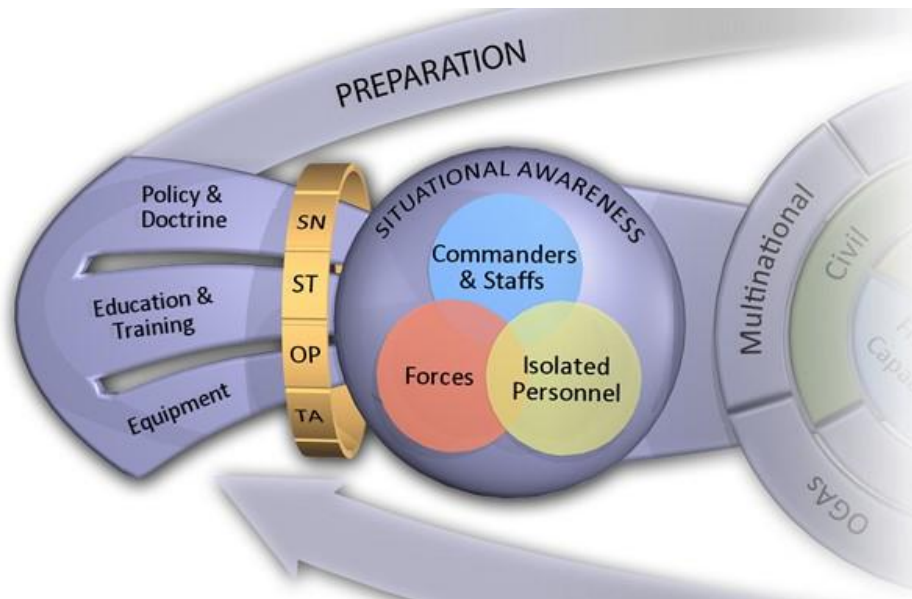 PREPARATION
Policy &
Doctrine
Education &
Training
Equipment
SN
ST
OP
TA
SITUATIONAL AWARENESS
Commanders
& Staffs
Forces
Isolated
Personnel
Multinational
Civil
OGAs